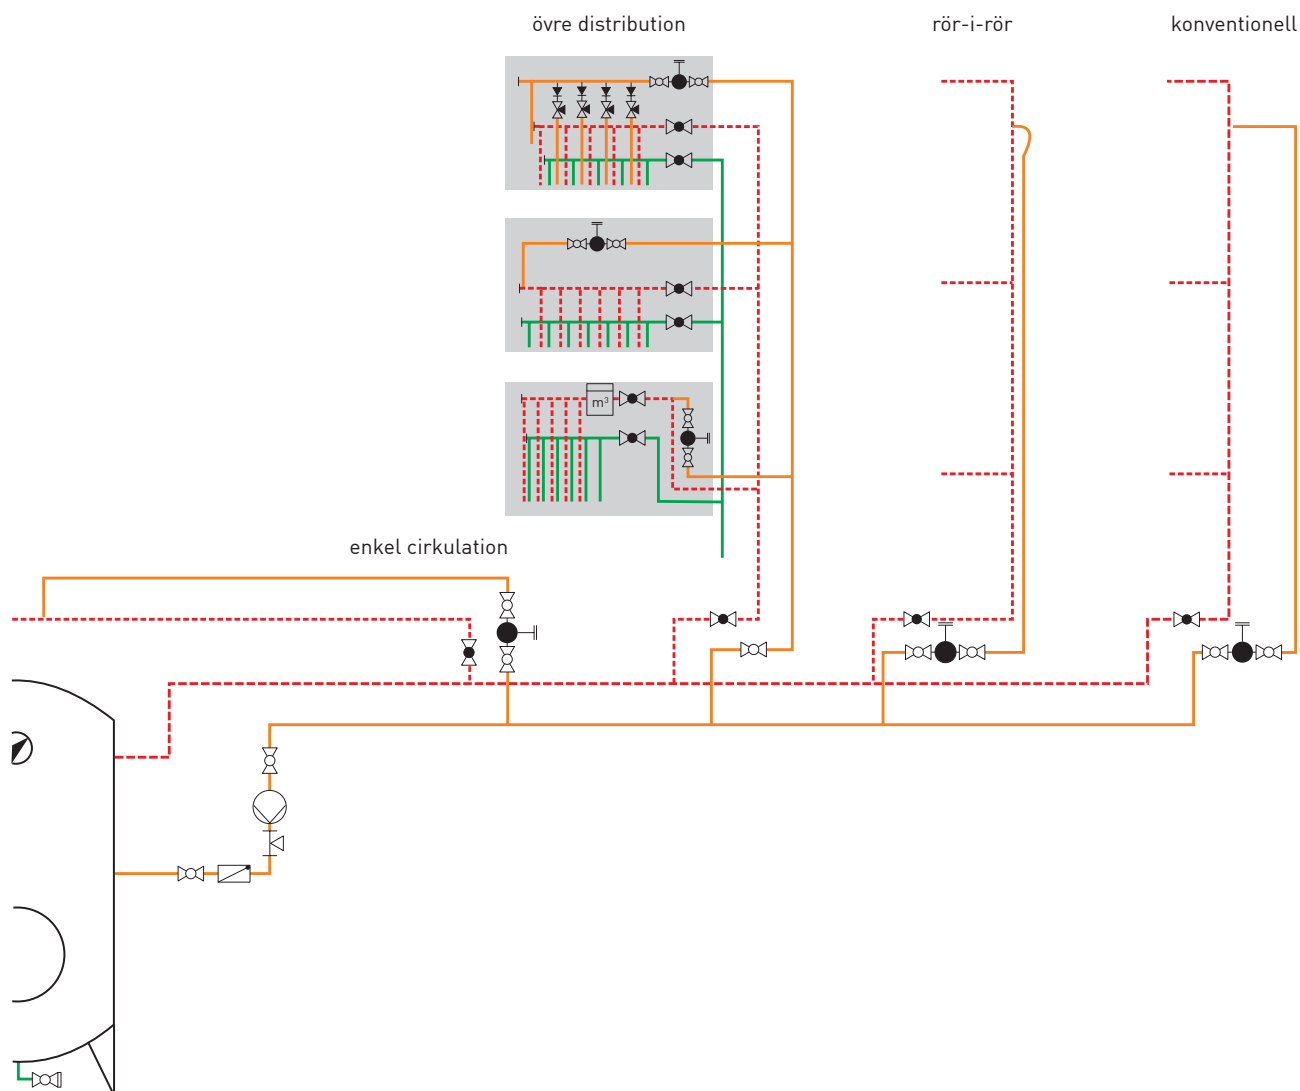 övre distribution
rör-i-rör
konventionell
m³
enkel cirkulation